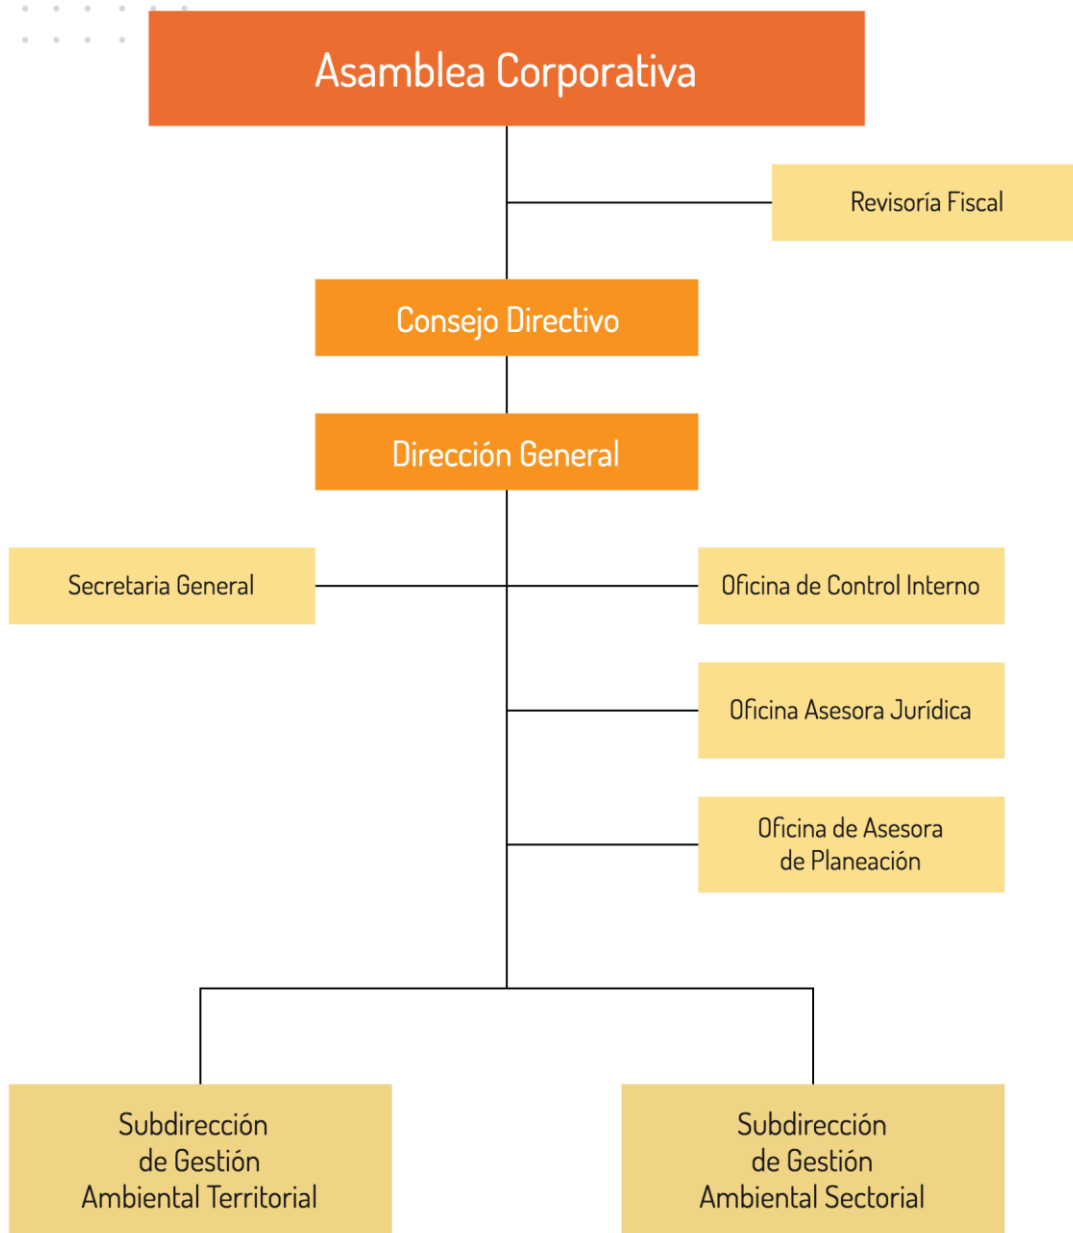 Asamblea Corporativa
Revisoría Fiscal
Consejo Directivo
Dirección General
Secretaria General
Oficina de Control Interno
Oficina Asesora Jurídica
Oficina de Asesora
de Planeación
Subdirección
de Gestión
Ambiental Territorial
Subdirección
de Gestión
Ambiental Sectorial